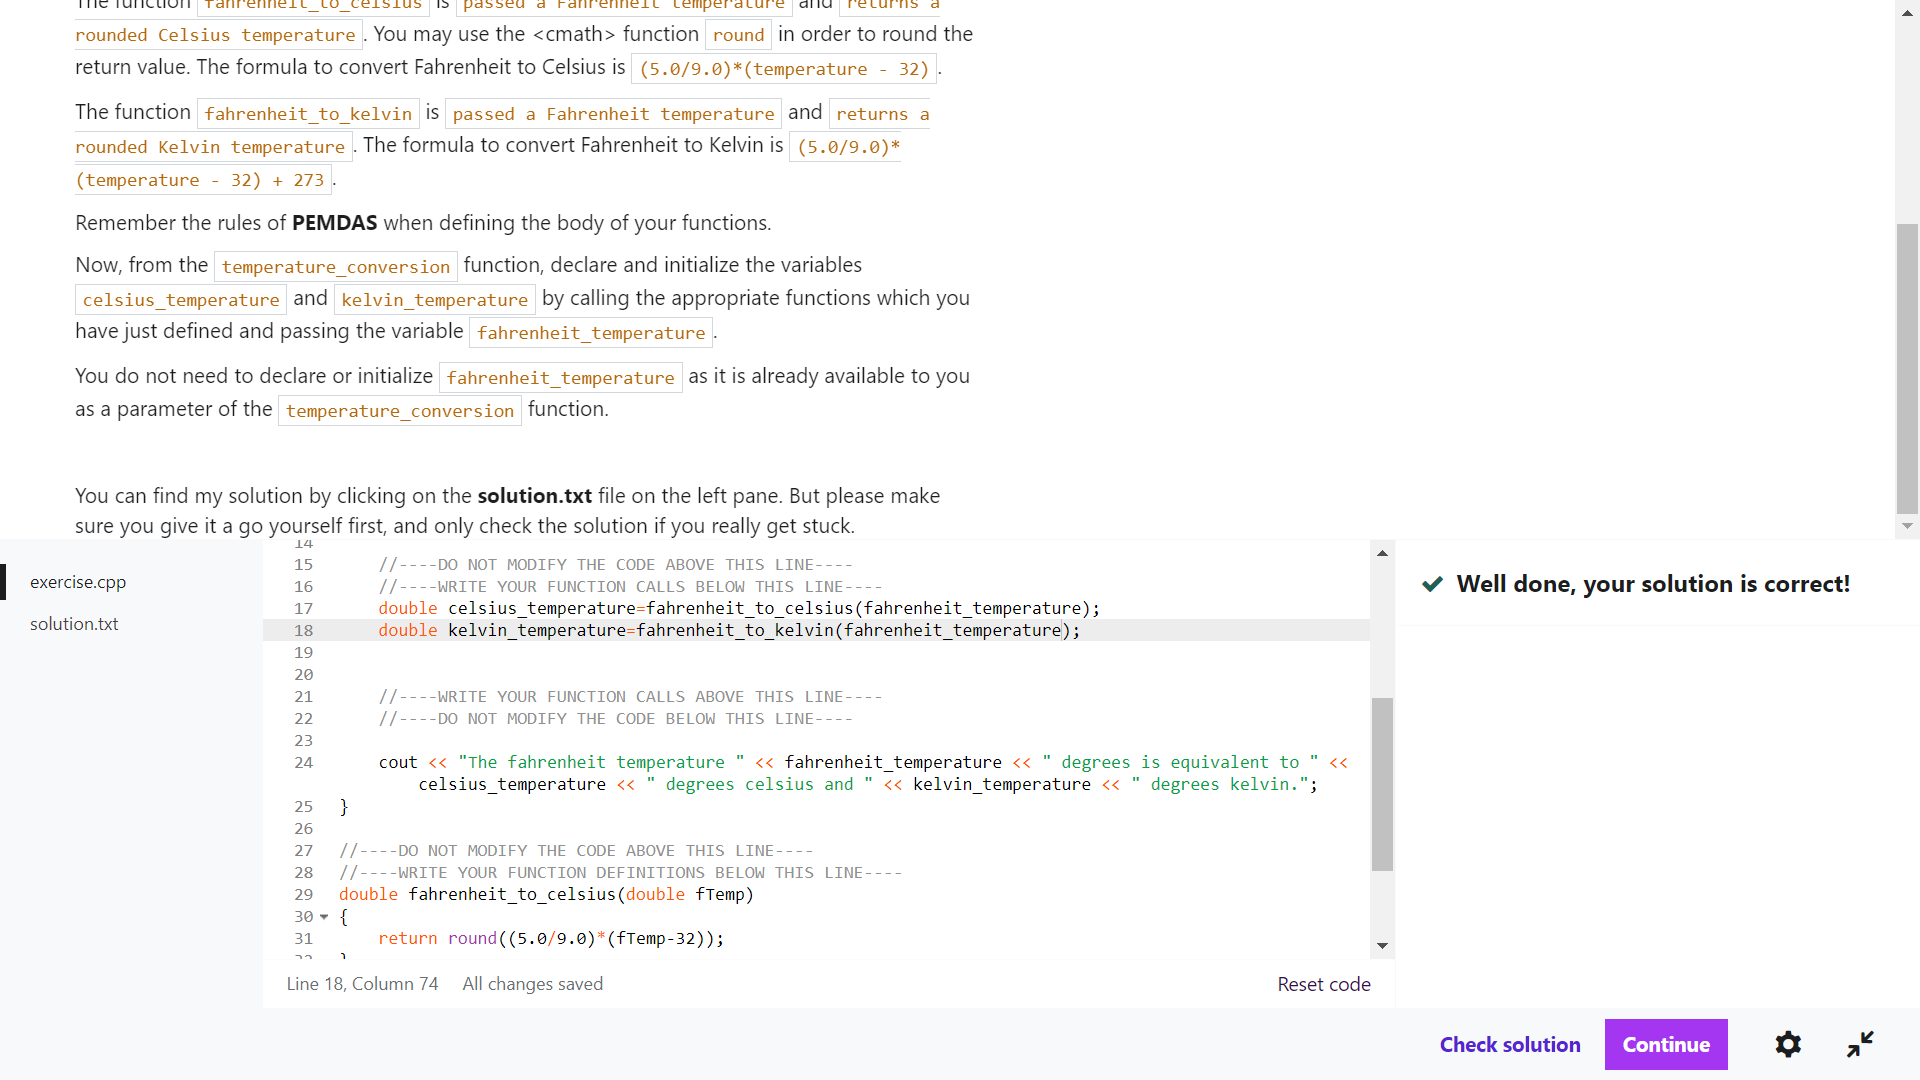 The function fahrenheit_to_celsius is passed a Fahrenheit temperature and returns a
rounded Celsius temperature. You may use the <cmath> function round in order to round the
return value. The formula to convert Fahrenheit to Celsius is (5.0/9.0)*(temperature - 32).
The function fahrenheit_to_kelvin is passed a Fahrenheit temperature and returns a
rounded Kelvin temperature. The formula to convert Fahrenheit to Kelvin is (5.0/9.0)*
(temperature - 32) + 273.
Remember the rules of PEMDAS when defining the body of your functions.
Now, from the temperature_conversion function, declare and initialize the variables
celsius_temperature and kelvin_temperature by calling the appropriate functions which you
have just defined and passing the variable fahrenheit_temperature.
You do not need to declare or initialize fahrenheit_temperature as it is already available to you
as a parameter of the temperature_conversion function.
You can find my solution by clicking on the solution.txt file on the left pane. But please make
sure you give it a go yourself first, and only check the solution if you really get stuck.
exercise.cpp
solution.txt
14
15 //----DO NOT MODIFY THE CODE ABOVE THIS LINE----
16 //----WRITE YOUR FUNCTION CALLS BELOW THIS LINE----
17 double celsius_temperature=fahrenheit_to_celsius(fahrenheit_temperature);
18 double kelvin_temperature=fahrenheit_to_kelvin(fahrenheit_temperature);
19
20
21 //----WRITE YOUR FUNCTION CALLS ABOVE THIS LINE----
22 //----DO NOT MODIFY THE CODE BELOW THIS LINE----
23
24 cout << "The fahrenheit temperature " << fahrenheit_temperature << " degrees is equivalent to " <<
celsius_temperature << " degrees celsius and " << kelvin_temperature << " degrees kelvin.";
25 }
26
27 //----DO NOT MODIFY THE CODE ABOVE THIS LINE----
28 //----WRITE YOUR FUNCTION DEFINITIONS BELOW THIS LINE----
29 double fahrenheit_to_celsius(double fTemp)
30 {
31 return round((5.0/9.0)*(fTemp-32));
32 }
Line 18, Column 74 All changes saved
Reset code
Well done, your solution is correct!
Check solution
Continue